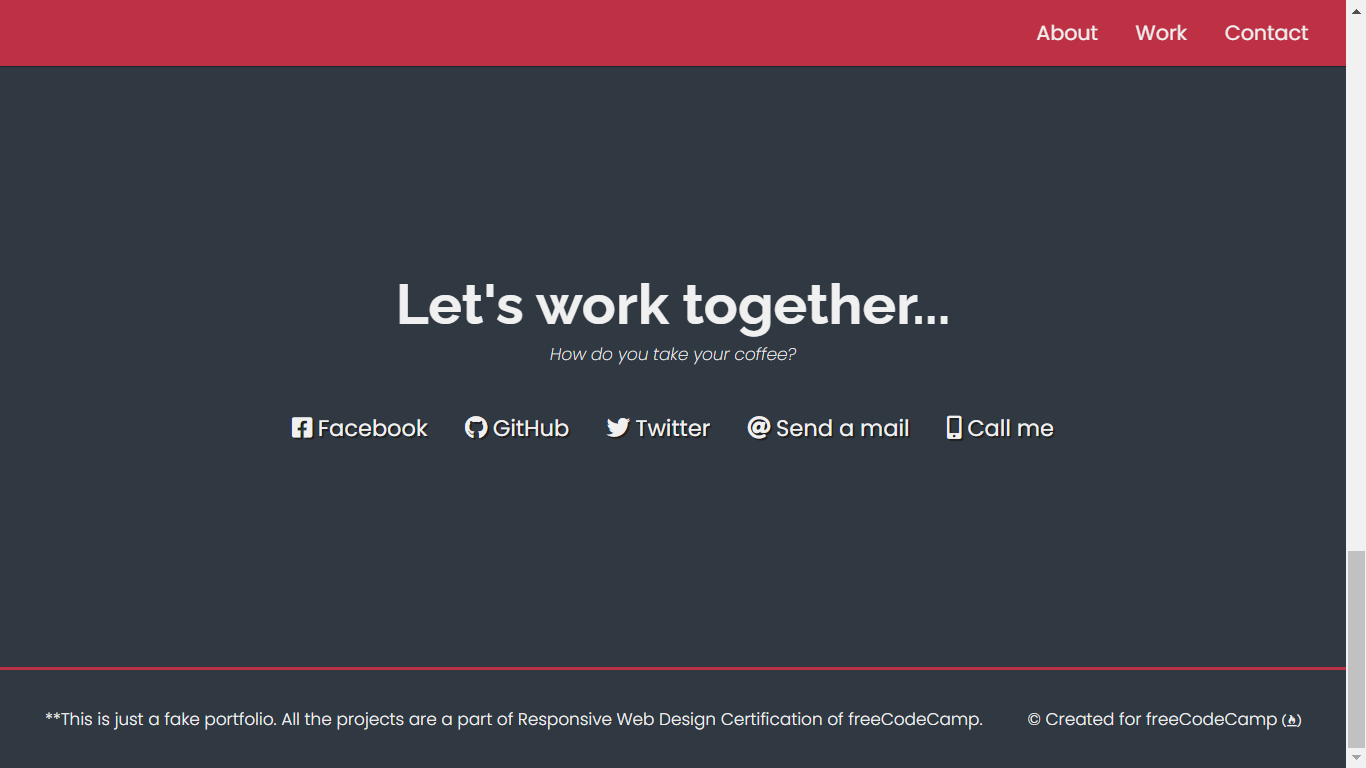 About Work Contact
Let's work together...
How do you take your coffee?
Facebook GitHub Twitter Send a mail Call me
**This is just a fake portfolio. All the projects are a part of Responsive Web Design Certification of freeCodeCamp. © Created for freeCodeCamp